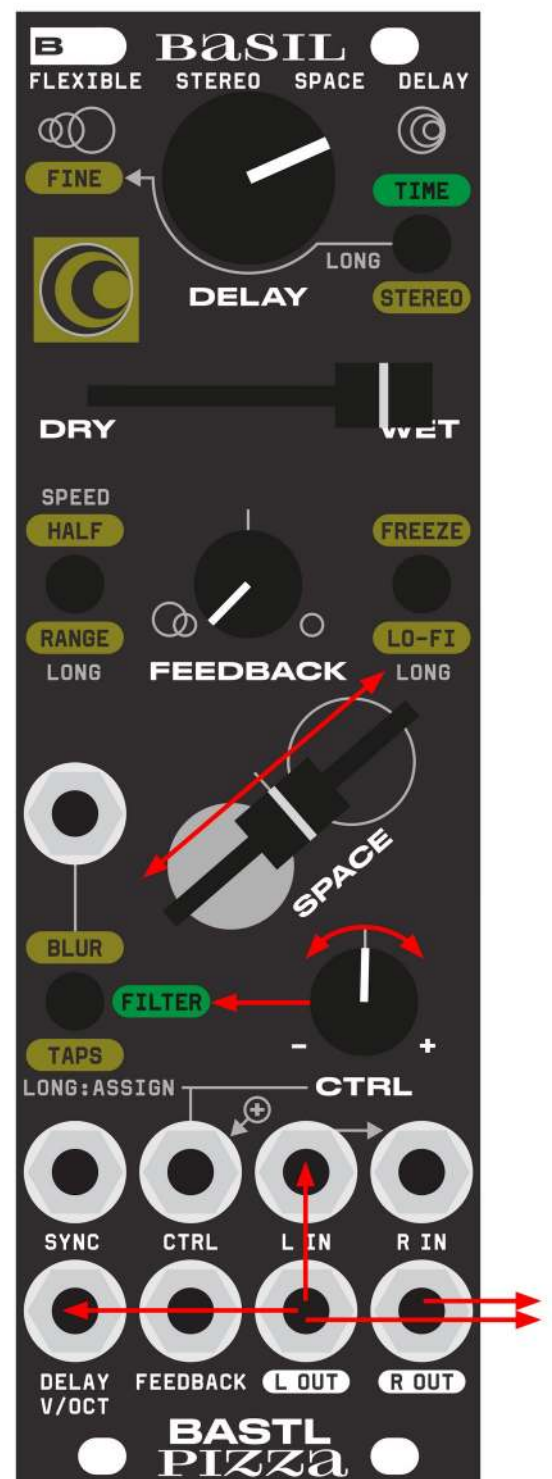 B BASIL
FLEXIBLE STEREO SPACE DELAY
FINE
TIME
LONG
DELAY
STEREO
DRY WET
SPEED
HALF FREEZE
RANGE LO-FI
LONG FEEDBACK LONG
SPACE
BLUR
FILTER
TAPS
- +
LONG:ASSIGN CTRL
SYNC CTRL L IN R IN
DELAY FEEDBACK L OUT R OUT
V/OCT
BASTL
PIZZA